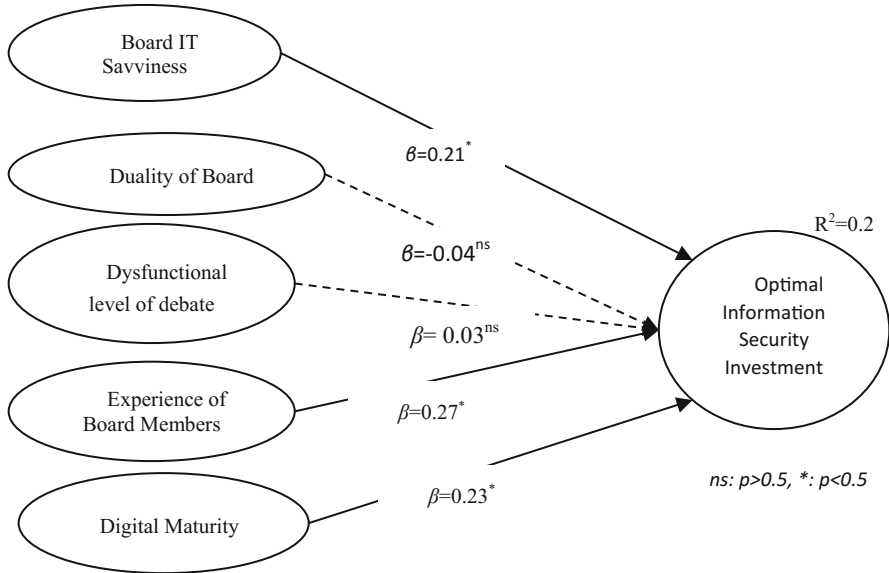 Board IT
Savviness
β=0.21*
Duality of Board
R²=0.2
β=-0.04ⁿˢ
Dysfunctional
level of debate
Optimal
Information
Security
Investment
β= 0.03ⁿˢ
Experience of
Board Members
β=0.27*
ns: p>0.5, *: p<0.5
β=0.23*
Digital Maturity